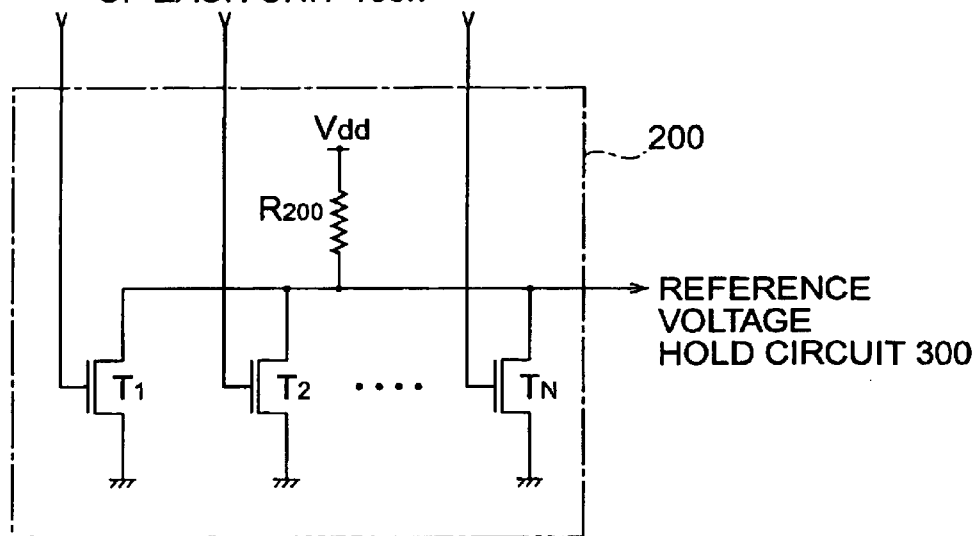 Vdd
200
R200
REFERENCE
VOLTAGE
HOLD CIRCUIT 300
T1
T2
TN